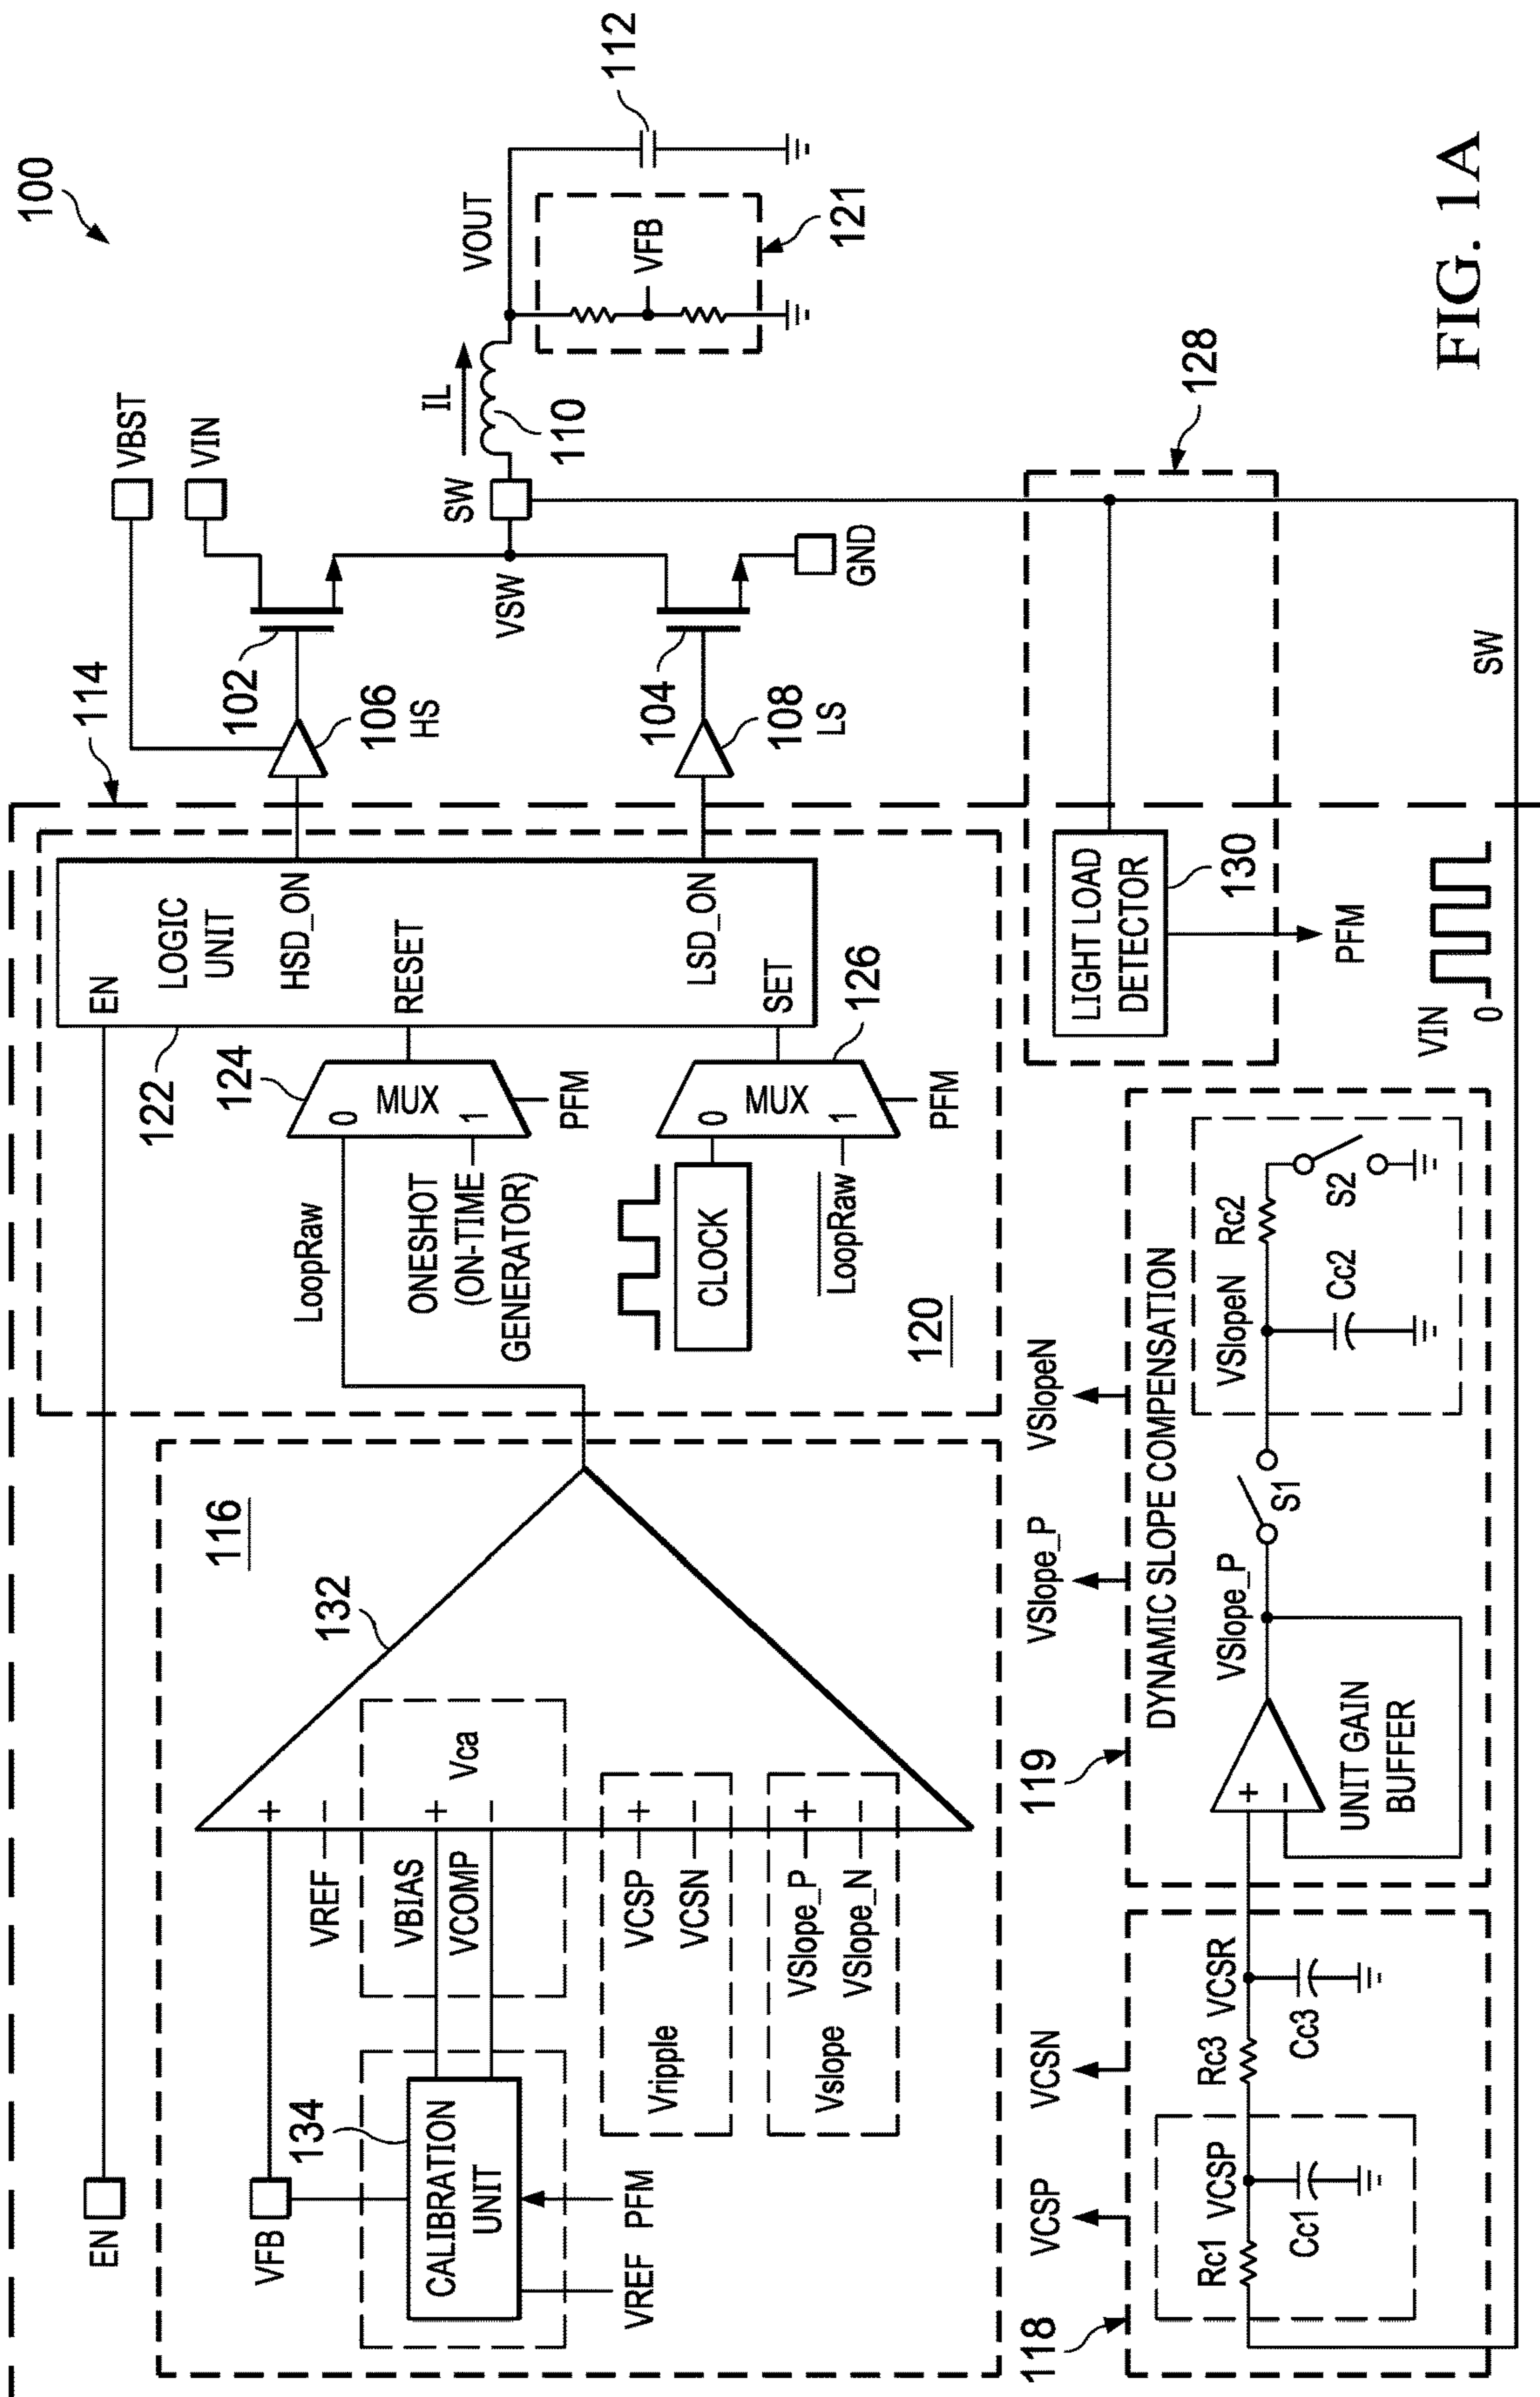 100
114
EN
VBST
VIN
102
106
HS
LOGIC
UNIT
EN
HSD_ON
RESET
LSD_ON
SET
122
124
MUX
0
1
PFM
LoopRaw
ONESHOT
(ON-TIME
GENERATOR)
126
MUX
0
1
PFM
CLOCK
LoopRaw
120
VSW
SW
IL
110
VOUT
VFB
121
112
104
108
LS
GND
116
132
VFB
134
CALIBRATION
UNIT
VREF
PFM
+
−
VREF
VBIAS
VCOMP
+
−
Vca
Vripple
VCSP
VCSN
+
−
Vslope
VSlope_P
VSlope_N
+
−
128
LIGHT LOAD
DETECTOR
130
PFM
118
VCSP
VCSN
Rc1
VCSP
Cc1
Rc3
VCSR
Cc3
119
VSlope_P
VSlopeN
DYNAMIC SLOPE COMPENSATION
+
−
UNIT GAIN
BUFFER
VSlope_P
S1
VSlopeN
Cc2
Rc2
S2
VIN
0
SW
FIG. 1A